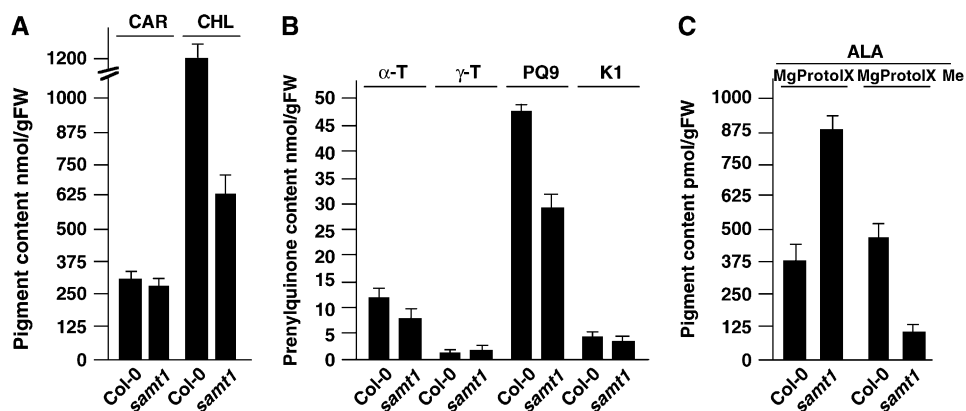 A
CAR CHL
Pigment content nmol/gFW
1200
1000
875
750
625
500
375
250
125
0
Col-0
samt1
Col-0
samt1
B
α-T γ-T PQ9 K1
Prenylquinone content nmol/gFW
50
45
35
30
25
20
15
10
5
0
Col-0
samt1
Col-0
samt1
Col-0
samt1
Col-0
samt1
C
ALA
MgProtoIX MgProtoIX Me
Pigment content pmol/gFW
1000
875
750
625
500
375
250
125
0
Col-0
samt1
Col-0
samt1